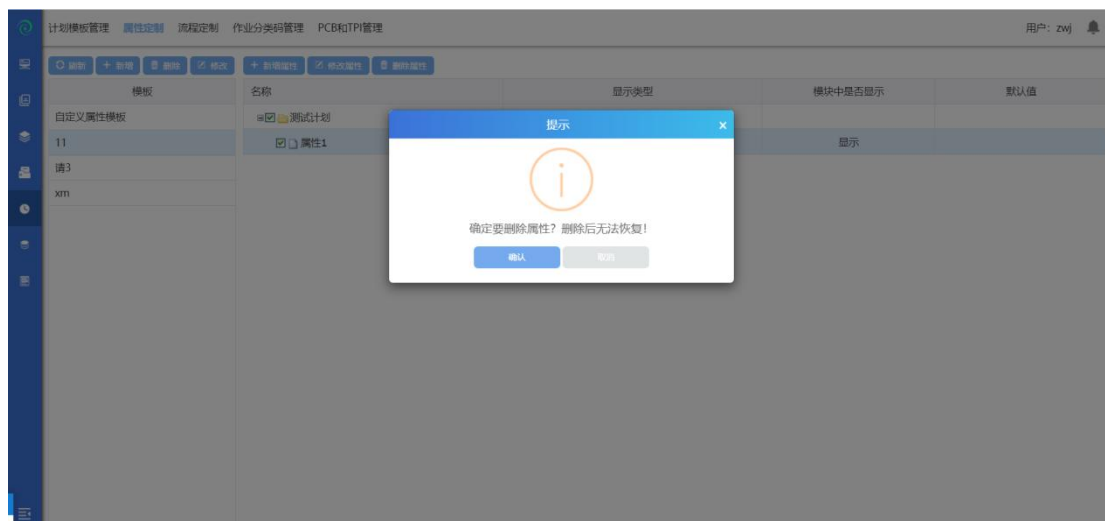 计划模板管理 属性定制 流程定制 作业分类码管理 PCB和TPI管理 用户：zwj
刷新 新增 删除 修改 新增属性 修改属性 删除属性
模板 名称 显示类型 模块中是否显示 默认值
自定义属性模板 测试计划
11 属性1 显示
请3
xm
提示
确定要删除属性？删除后无法恢复！
确认 取消